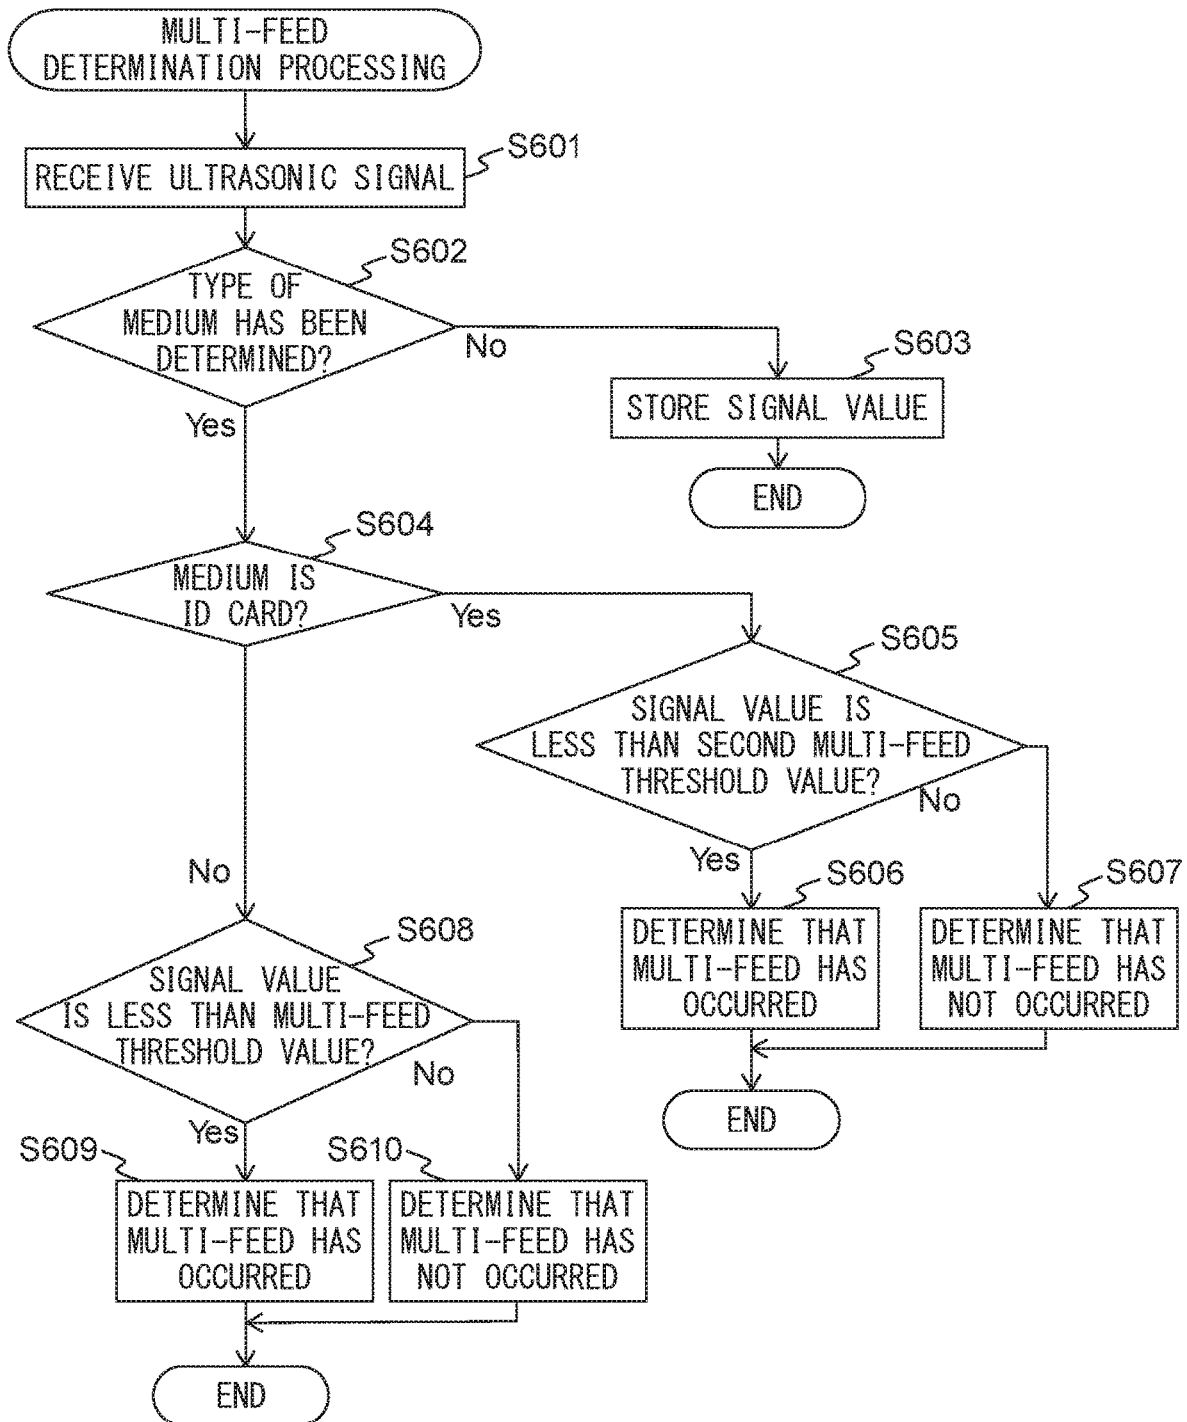 MULTI-FEED
DETERMINATION PROCESSING
S601
RECEIVE ULTRASONIC SIGNAL
S602
TYPE OF
MEDIUM HAS BEEN
DETERMINED?
No
Yes
S603
STORE SIGNAL VALUE
END
S604
MEDIUM IS
ID CARD?
Yes
No
S605
SIGNAL VALUE IS
LESS THAN SECOND MULTI-FEED
THRESHOLD VALUE?
No
Yes
S606
DETERMINE THAT
MULTI-FEED HAS
OCCURRED
S607
DETERMINE THAT
MULTI-FEED HAS
NOT OCCURRED
END
S608
SIGNAL VALUE
IS LESS THAN MULTI-FEED
THRESHOLD VALUE?
No
Yes
S609
DETERMINE THAT
MULTI-FEED HAS
OCCURRED
S610
DETERMINE THAT
MULTI-FEED HAS
NOT OCCURRED
END